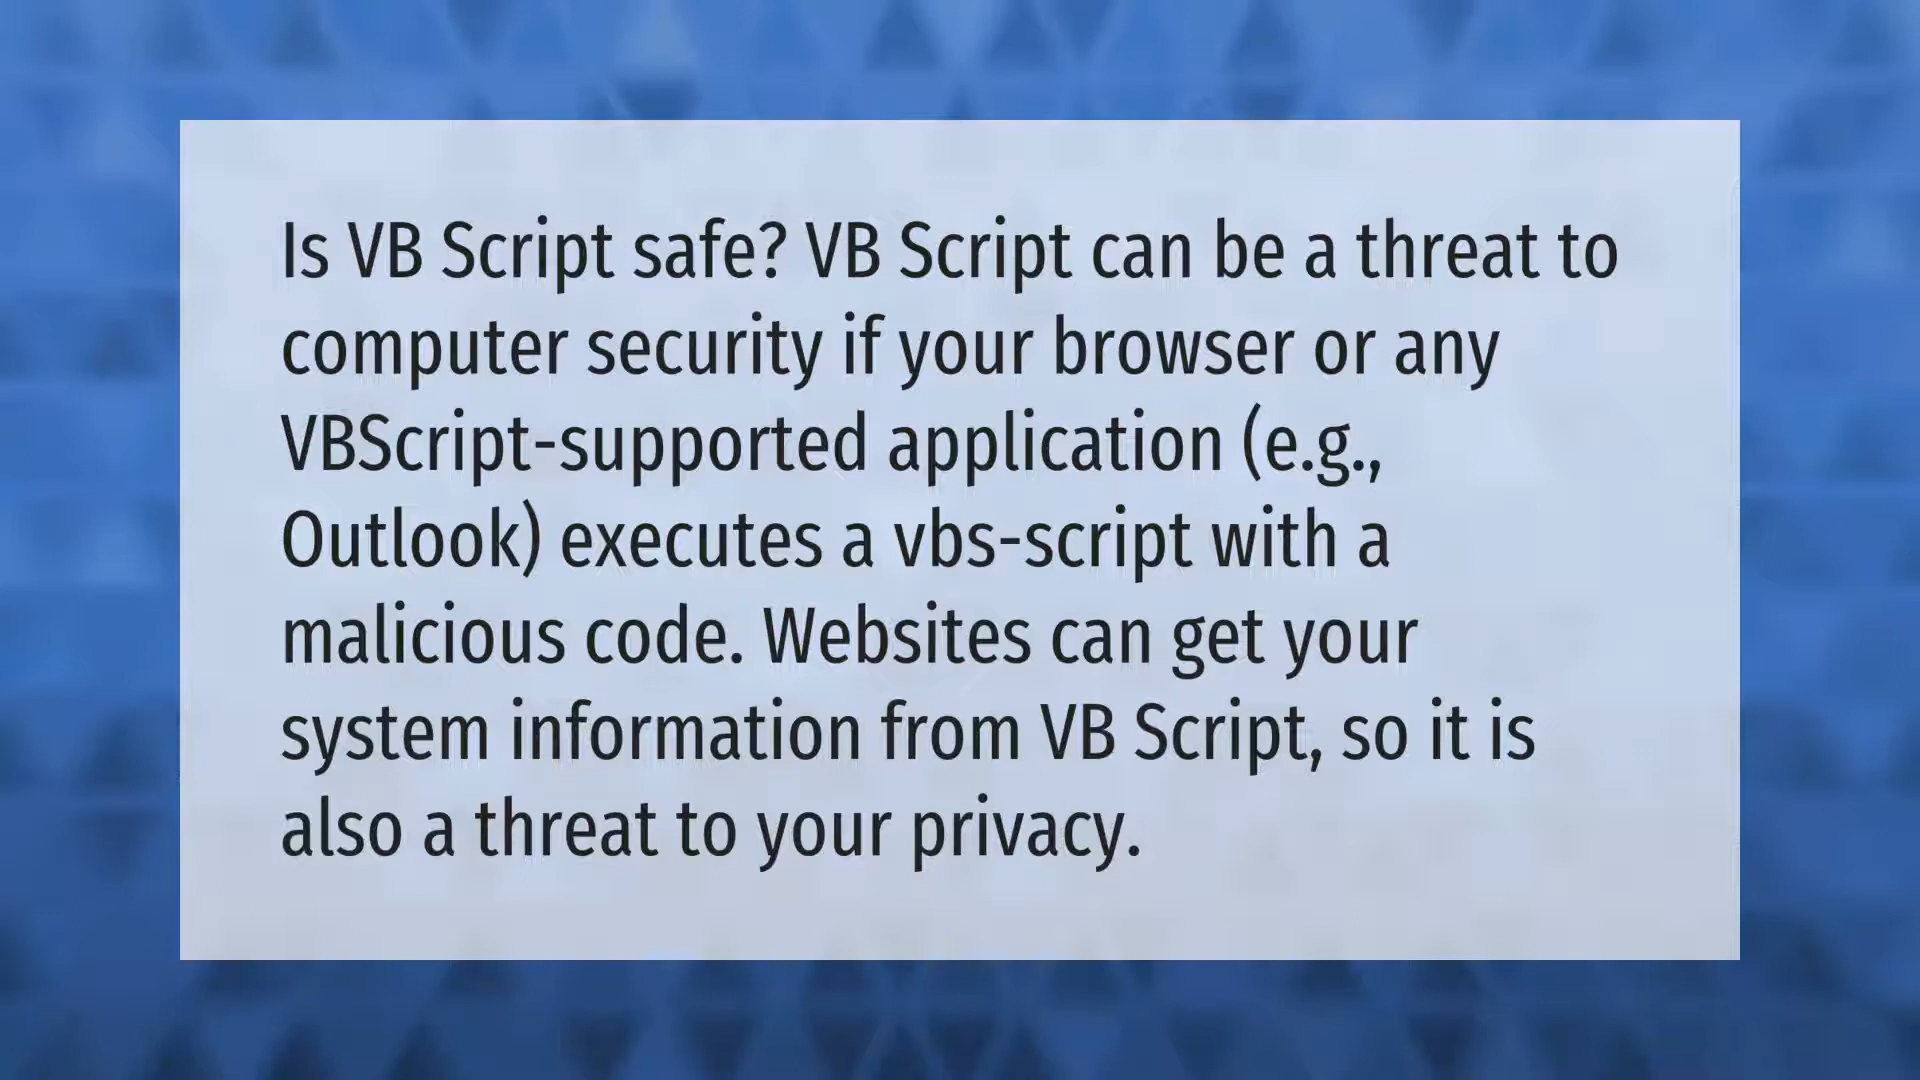 Is VB Script safe? VB Script can be a threat to
computer security if your browser or any
VBScript-supported application (e.g.,
Outlook) executes a vbs-script with a
malicious code. Websites can get your
system information from VB Script, so it is
also a threat to your privacy.